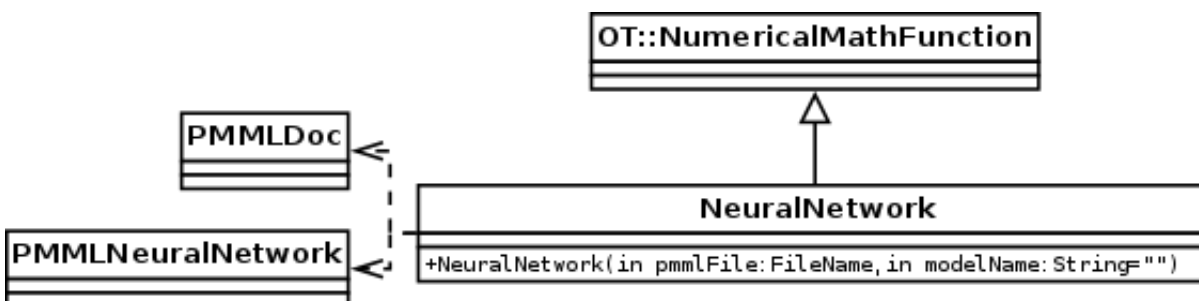 OT::NumericalMathFunction
PMMLDoc
NeuralNetwork
PMMLNeuralNetwork
+NeuralNetwork(in pmmlFile:FileName,in modelName:String="")